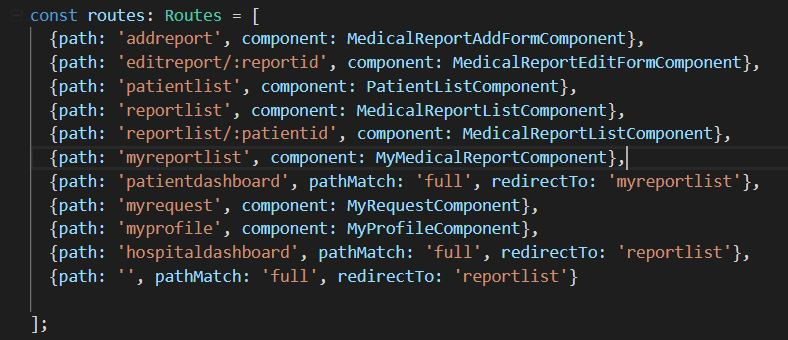 const routes: Routes = [
{path: 'addreport', component: MedicalReportAddFormComponent},
{path: 'editreport/:reportid', component: MedicalReportEditFormComponent},
{path: 'patientlist', component: PatientListComponent},
{path: 'reportlist', component: MedicalReportListComponent},
{path: 'reportlist/:patientid', component: MedicalReportListComponent},
{path: 'myreportlist', component: MyMedicalReportComponent},
{path: 'patientdashboard', pathMatch: 'full', redirectTo: 'myreportlist'},
{path: 'myrequest', component: MyRequestComponent},
{path: 'myprofile', component: MyProfileComponent},
{path: 'hospitaldashboard', pathMatch: 'full', redirectTo: 'reportlist'},
{path: '', pathMatch: 'full', redirectTo: 'reportlist'}
];